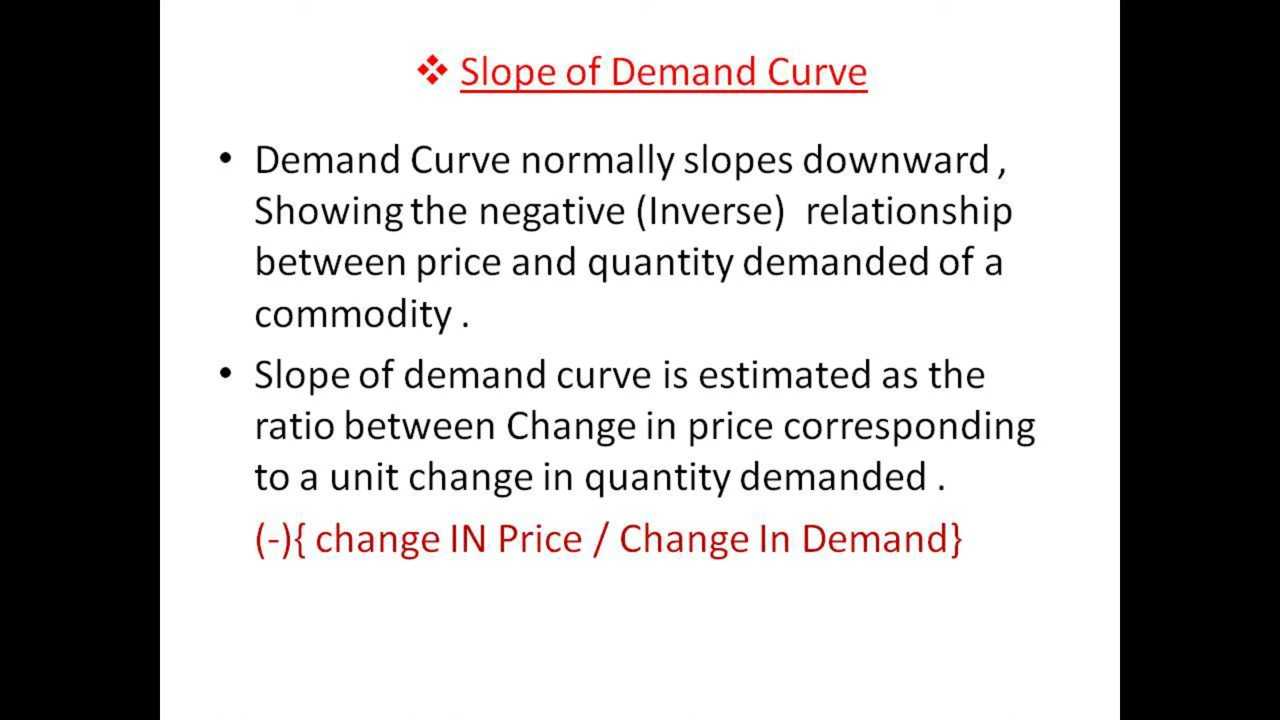 ❖ Slope of Demand Curve
• Demand Curve normally slopes downward ,
Showing the negative (Inverse) relationship
between price and quantity demanded of a
commodity .
• Slope of demand curve is estimated as the
ratio between Change in price corresponding
to a unit change in quantity demanded .
(-){ change IN Price / Change In Demand}